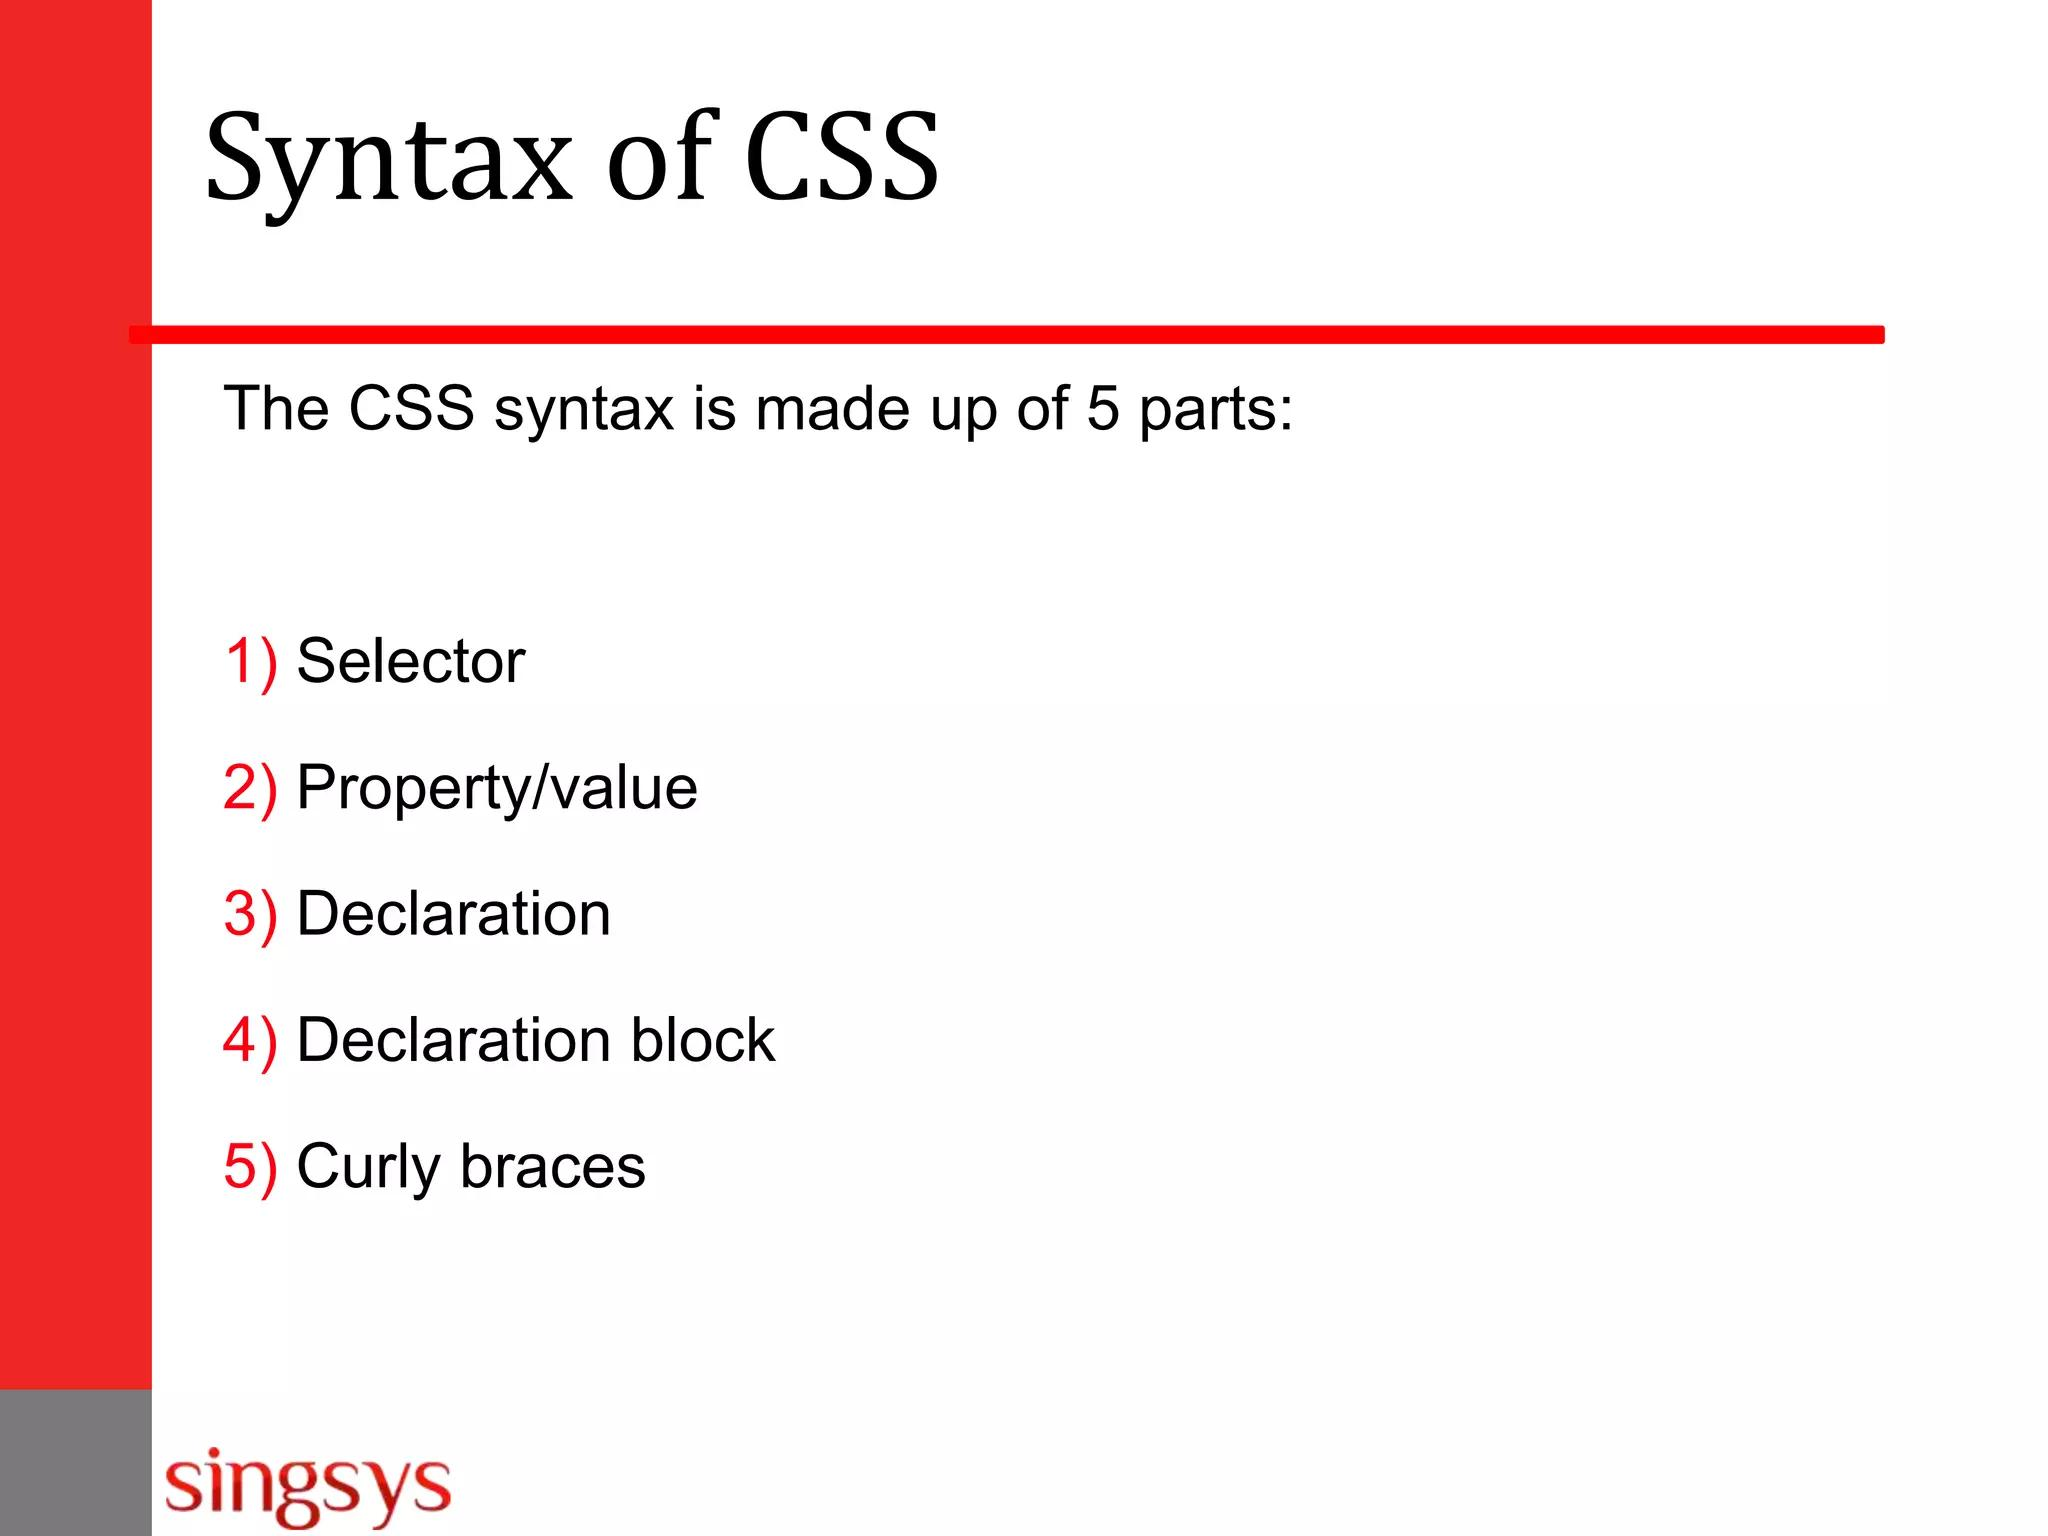 Syntax of CSS
The CSS syntax is made up of 5 parts:
1) Selector
2) Property/value
3) Declaration
4) Declaration block
5) Curly braces
singsys